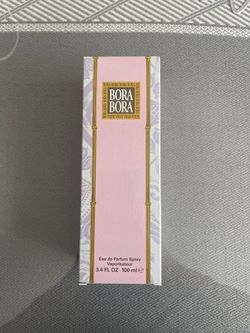 BORA
BORA
Eau de Parfum Spray
Vaporisateur
3.4 FL OZ 100 ml ℮